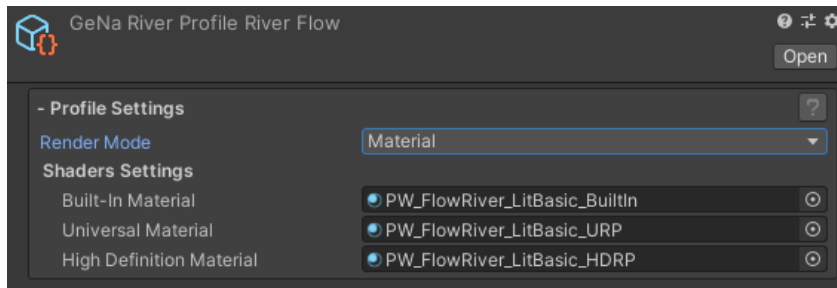 GeNa River Profile River Flow
Open
- Profile Settings
?
Render Mode Material
Shaders Settings
Built-In Material PW_FlowRiver_LitBasic_BuiltIn
Universal Material PW_FlowRiver_LitBasic_URP
High Definition Material PW_FlowRiver_LitBasic_HDRP